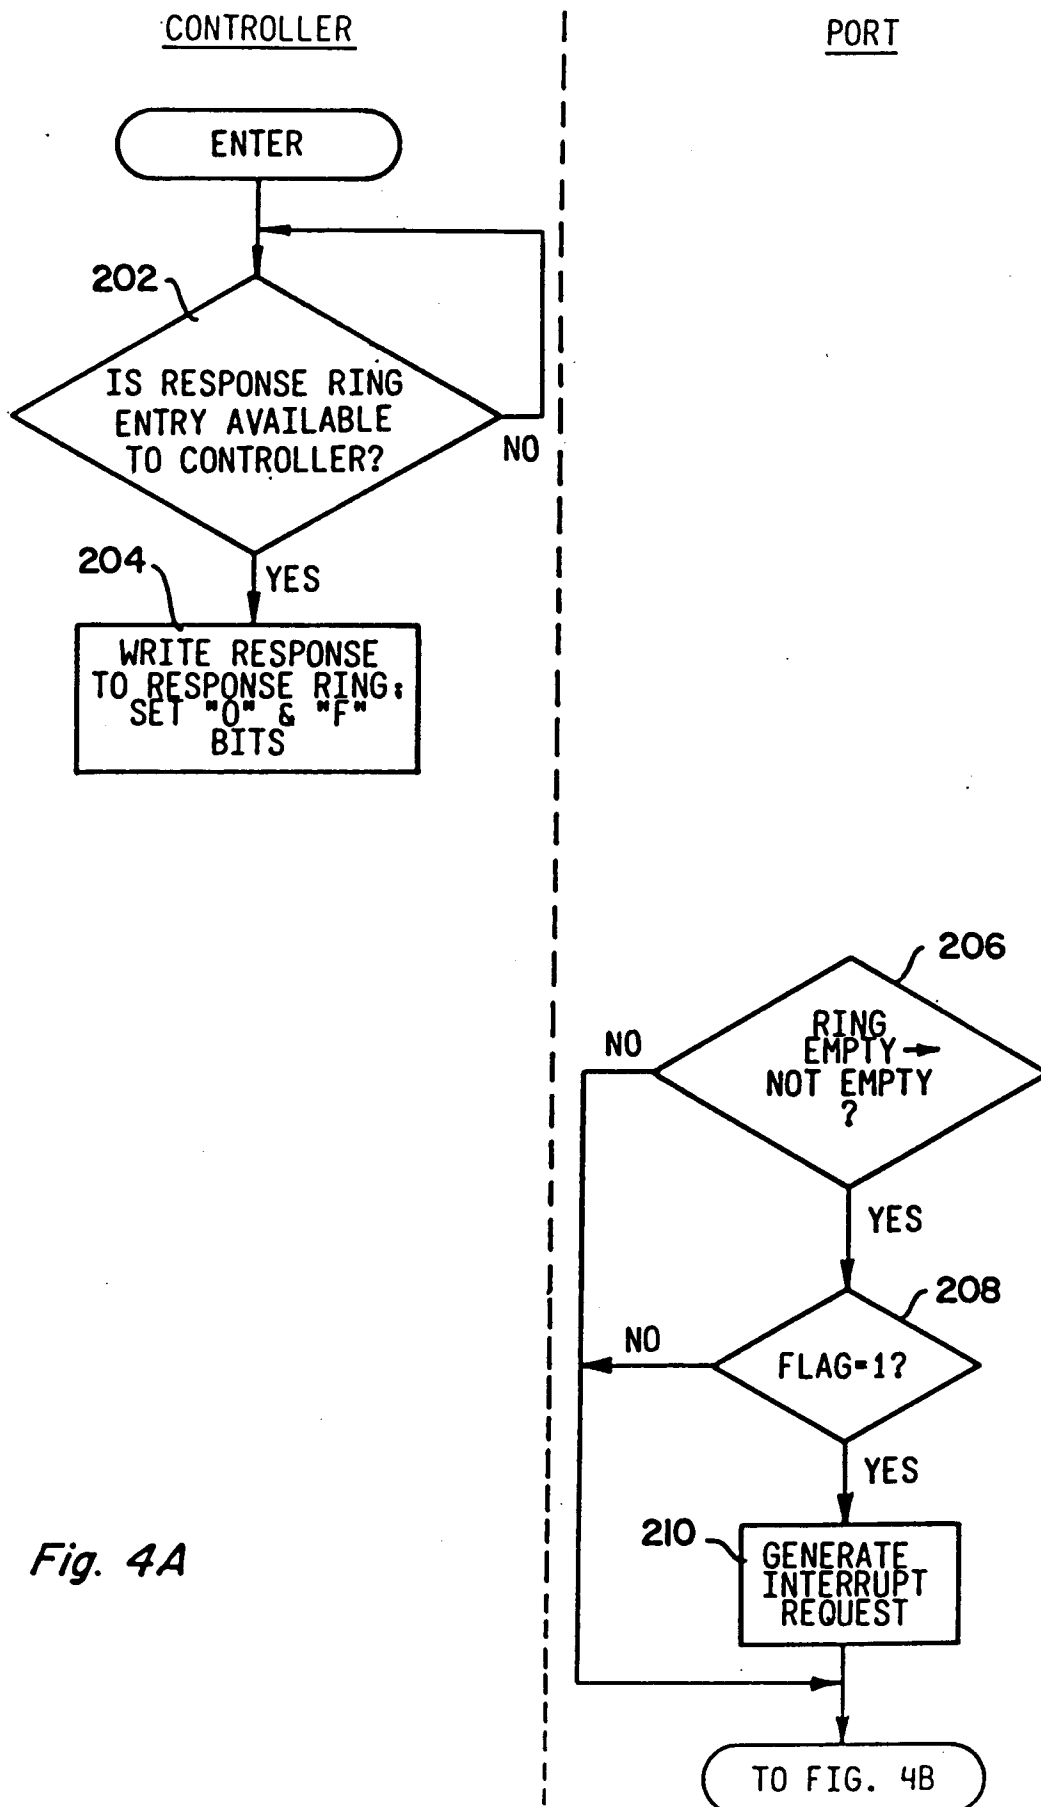 CONTROLLER
PORT
ENTER
202
IS RESPONSE RING
ENTRY AVAILABLE
TO CONTROLLER?
NO
204
YES
WRITE RESPONSE
TO RESPONSE RING;
SET "O" & "F"
BITS
206
RING
EMPTY→
NOT EMPTY
?
NO
YES
208
FLAG=1?
NO
YES
210
GENERATE
INTERRUPT
REQUEST
Fig. 4A
TO FIG. 4B